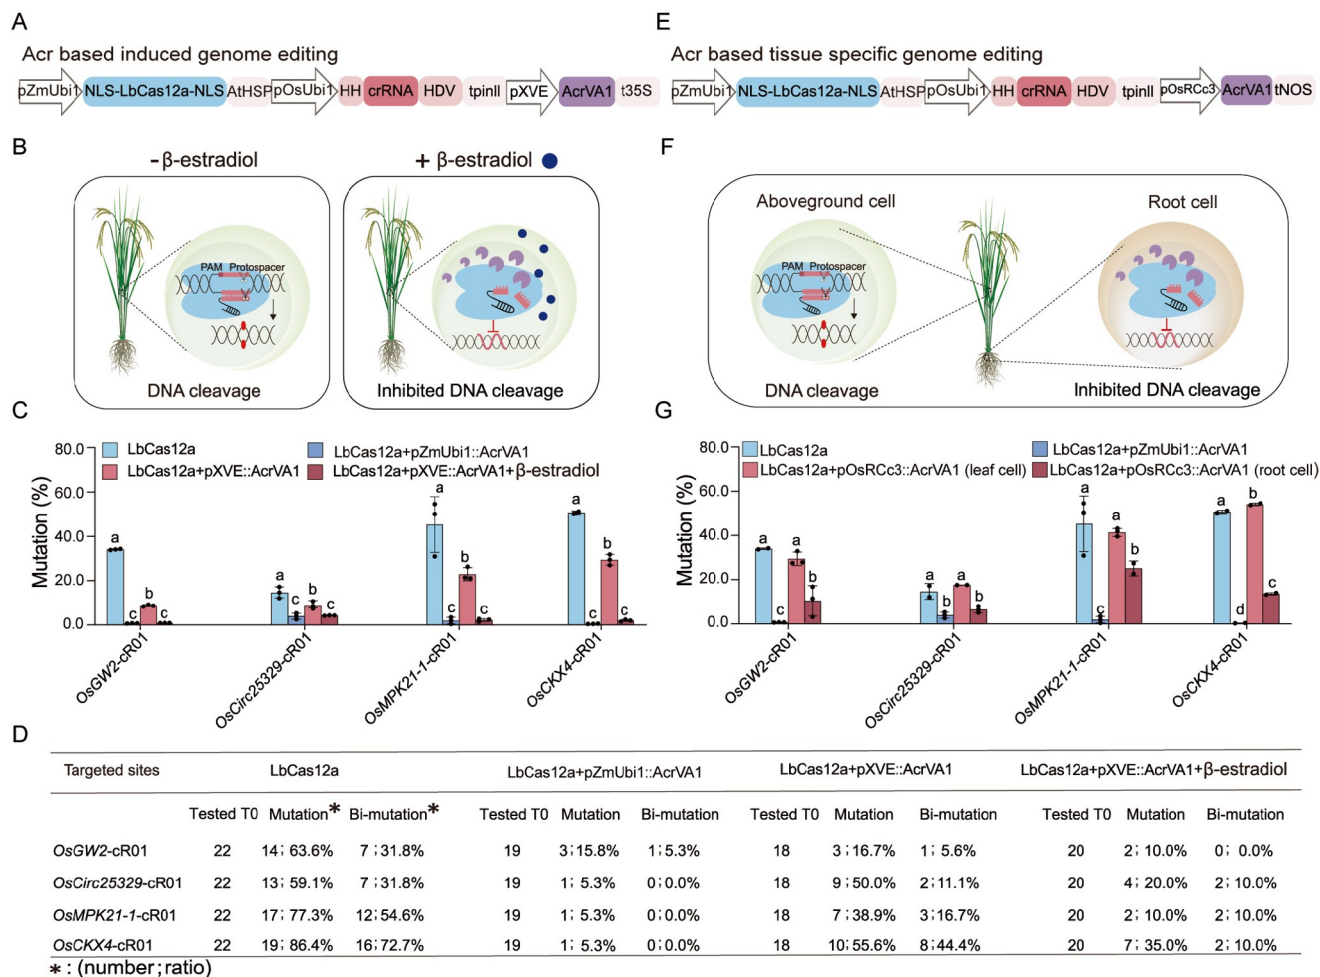 A
Acr based induced genome editing
pZmUbi1 NLS-LbCas12a-NLS AtHSP pOsUbi1 HH crRNA HDV tpinII pXVE AcrVA1 t35S
E
Acr based tissue specific genome editing
pZmUbi1 NLS-LbCas12a-NLS AtHSP pOsUbi1 HH crRNA HDV tpinII pOsRCc3 AcrVA1 tNOS
B
-β-estradiol
+ β-estradiol
PAM Protospacer
DNA cleavage
Inhibited DNA cleavage
F
Aboveground cell
Root cell
PAM Protospacer
DNA cleavage
Inhibited DNA cleavage
C
LbCas12a
LbCas12a+pZmUbi1::AcrVA1
LbCas12a+pXVE::AcrVA1
LbCas12a+pXVE::AcrVA1+β-estradiol
Mutation (%)
80.0
60.0
40.0
20.0
0.0
a c b c
a c b c
a c b c
a c b c
OsGW2-cR01
OsCirc25329-cR01
OsMPK21-1-cR01
OsCKX4-cR01
G
LbCas12a
LbCas12a+pZmUbi1::AcrVA1
LbCas12a+pOsRCc3::AcrVA1 (leaf cell)
LbCas12a+pOsRCc3::AcrVA1 (root cell)
Mutation (%)
80.0
60.0
40.0
20.0
0.0
a c a b
a b a b
a c a b
a d b c
OsGW2-cR01
OsCirc25329-cR01
OsMPK21-1-cR01
OsCKX4-cR01
D
Targeted sites LbCas12a LbCas12a+pZmUbi1::AcrVA1 LbCas12a+pXVE::AcrVA1 LbCas12a+pXVE::AcrVA1+β-estradiol
Tested T0 Mutation* Bi-mutation* Tested T0 Mutation Bi-mutation Tested T0 Mutation Bi-mutation Tested T0 Mutation Bi-mutation
OsGW2-cR01 22 14; 63.6% 7;31.8% 19 3;15.8% 1; 5.3% 18 3;16.7% 1; 5.6% 20 2; 10.0% 0; 0.0%
OsCirc25329-cR01 22 13; 59.1% 7;31.8% 19 1; 5.3% 0;0.0% 18 9;50.0% 2;11.1% 20 4;20.0% 2;10.0%
OsMPK21-1-cR01 22 17; 77.3% 12;54.6% 19 1; 5.3% 0;0.0% 18 7;38.9% 3;16.7% 20 2;10.0% 2;10.0%
OsCKX4-cR01 22 19; 86.4% 16;72.7% 19 1; 5.3% 0;0.0% 18 10;55.6% 8;44.4% 20 7;35.0% 2;10.0%
* : (number;ratio)